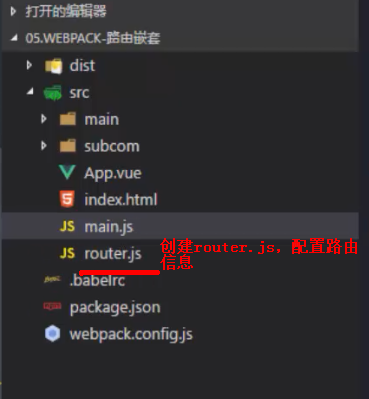 打开的编辑器
05.WEBPACK-路由嵌套
dist
src
main
subcom
App.vue
index.html
JS main.js
JS router.js
创建router.js, 配置路由
信息
.babelrc
package.json
webpack.config.js